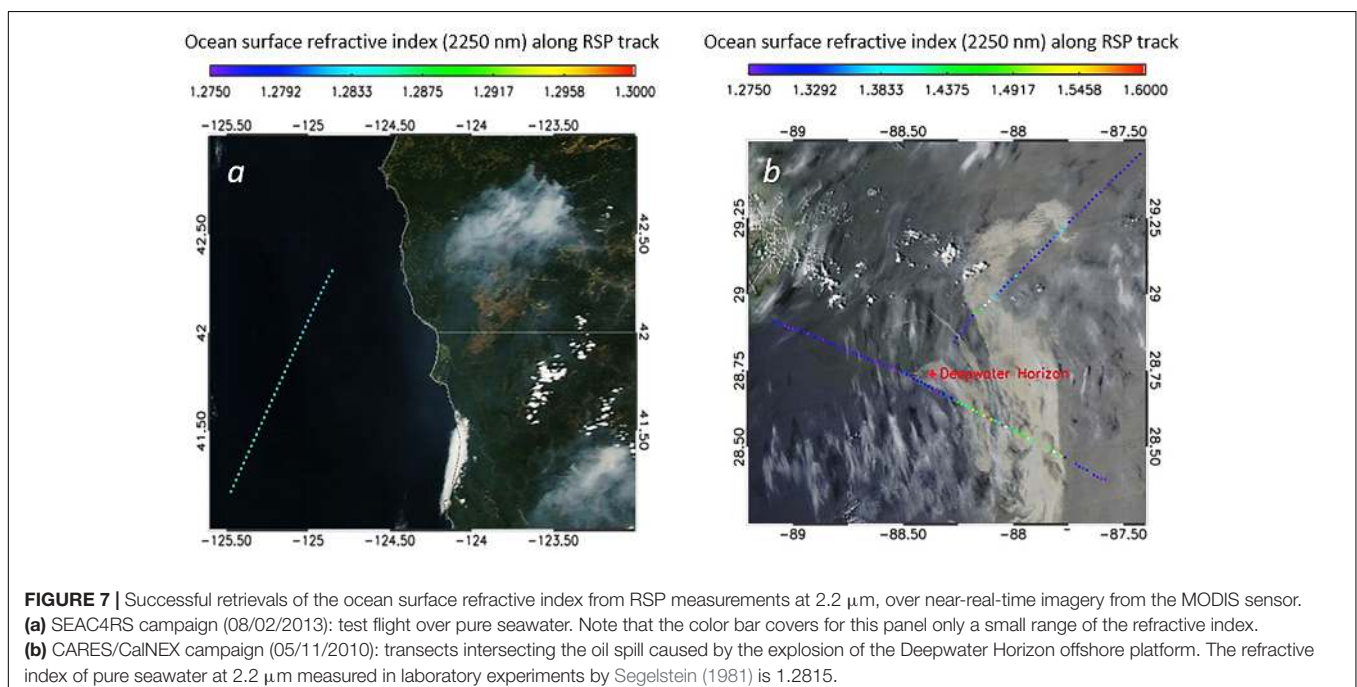 Ocean surface refractive index (2250 nm) along RSP track
1.2750 1.2792 1.2833 1.2875 1.2917 1.2958 1.3000
-125.50 -125 -124.50 -124 -123.50
a
42.50 42.50
42 42
41.50 41.50
-125.50 -125 -124.50 -124 -123.50
Ocean surface refractive index (2250 nm) along RSP track
1.2750 1.3292 1.3833 1.4375 1.4917 1.5458 1.6000
-89 -88.50 -88 -87.50
b
29.25 29.25
29 29
28.75 + Deepwater Horizon 28.75
28.50 28.50
-89 -88.50 -88 -87.50
FIGURE 7 | Successful retrievals of the ocean surface refractive index from RSP measurements at 2.2 μm, over near-real-time imagery from the MODIS sensor.
(a) SEAC4RS campaign (08/02/2013): test flight over pure seawater. Note that the color bar covers for this panel only a small range of the refractive index.
(b) CARES/CalNEX campaign (05/11/2010): transects intersecting the oil spill caused by the explosion of the Deepwater Horizon offshore platform. The refractive
index of pure seawater at 2.2 μm measured in laboratory experiments by Segelstein (1981) is 1.2815.